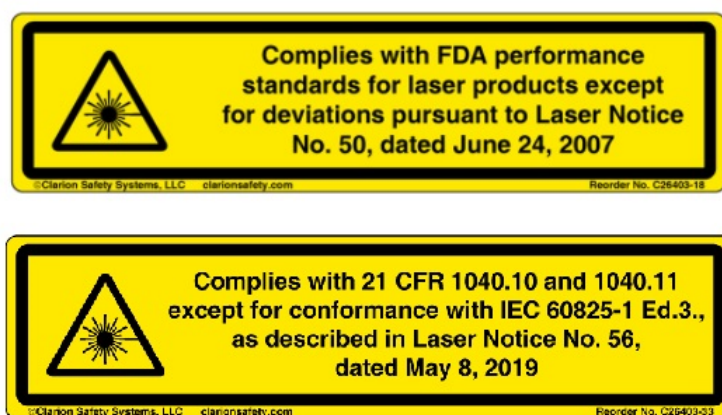 Complies with FDA performance
standards for laser products except
for deviations pursuant to Laser Notice
No. 50, dated June 24, 2007
©Clarion Safety Systems, LLC clarionsafety.com Reorder No. C26403-18
Complies with 21 CFR 1040.10 and 1040.11
except for conformance with IEC 60825-1 Ed.3.,
as described in Laser Notice No. 56,
dated May 8, 2019
©Clarion Safety Systems, LLC clarionsafety.com Reorder No. C26403-33